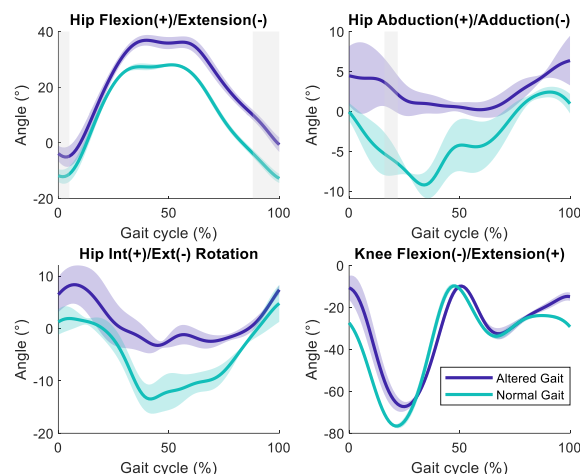 Hip Flexion(+)/Extension(-)
Angle (°)
40
20
0
-20
0
50
100
Gait cycle (%)
Hip Abduction(+)/Adduction(-)
Angle (°)
10
5
0
-5
-10
0
50
100
Gait cycle (%)
Hip Int(+)/Ext(-) Rotation
Angle (°)
10
0
-10
-20
0
50
100
Gait cycle (%)
Knee Flexion(-)/Extension(+)
Angle (°)
0
-20
-40
-60
-80
0
50
100
Gait cycle (%)
Altered Gait
Normal Gait